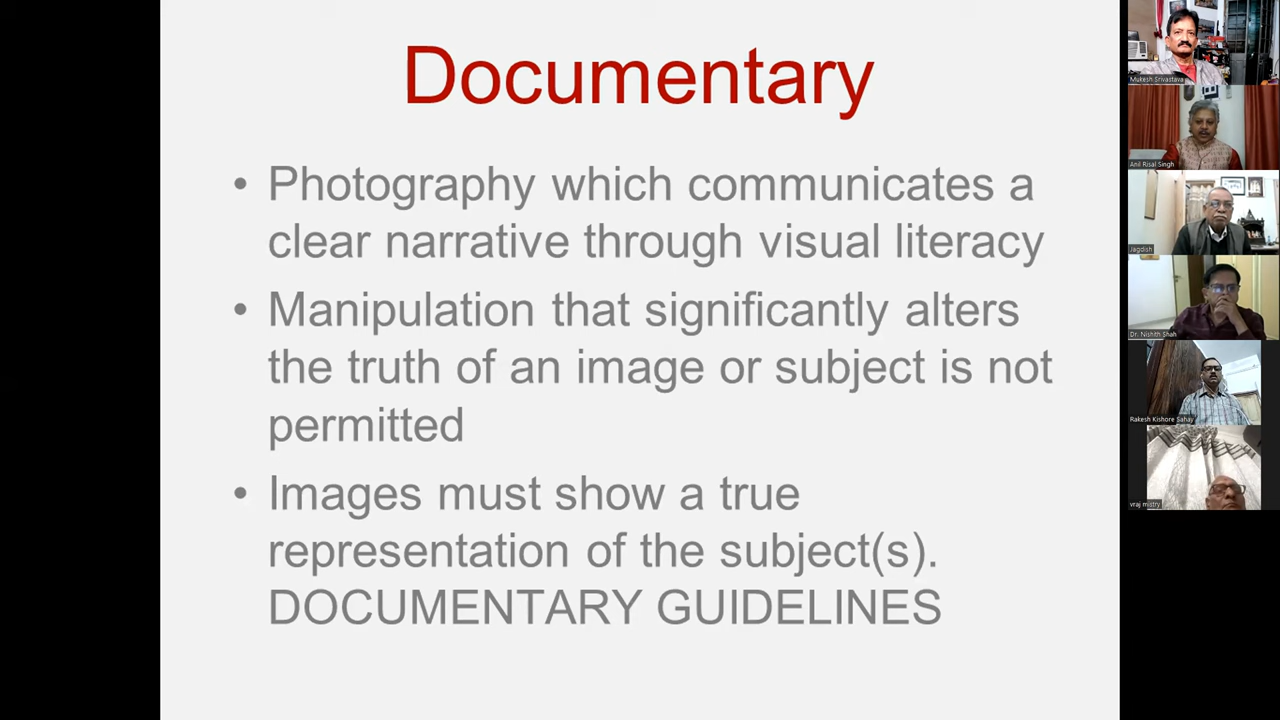 Documentary
• Photography which communicates a
clear narrative through visual literacy
• Manipulation that significantly alters
the truth of an image or subject is not
permitted
• Images must show a true
representation of the subject(s).
DOCUMENTARY GUIDELINES
Mukesh Srivastava
Anil Risal Singh
Jagdish
Dr. Nishith Shah
Rakesh Kishore Sahay
vraj mistry